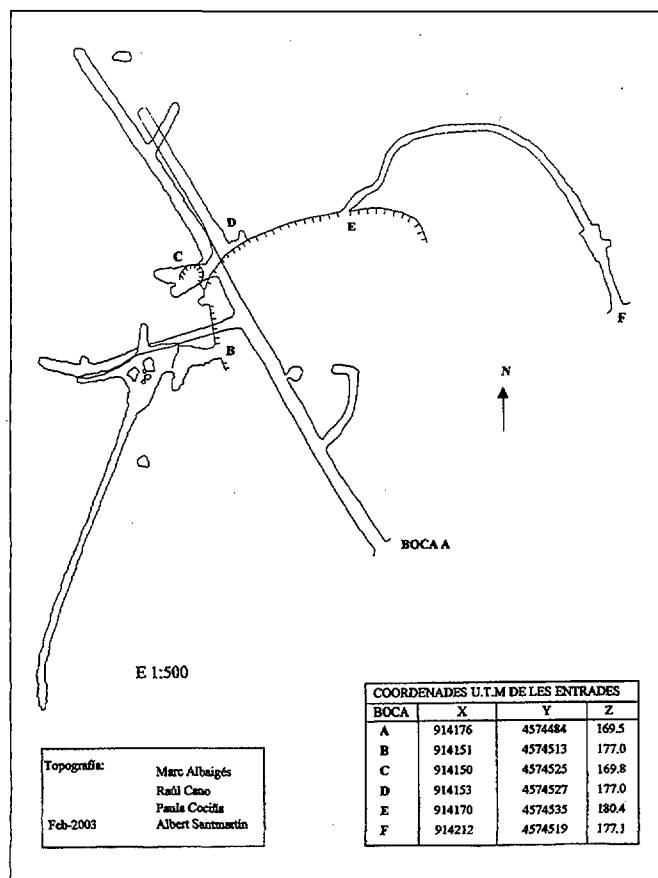 D
C
E
F
B
N
BOCA A
E 1:500
COORDENADES U.T.M DE LES ENTRADES
BOCA X Y Z
A 914176 4574484 169.5
B 914151 4574513 177.0
C 914150 4574525 169.8
D 914153 4574527 177.0
E 914170 4574535 180.4
F 914212 4574519 177.1
Topografía: Marc Albaigés
Raúl Cano
Paula Cociña
Feb-2003 Albert Santmartín